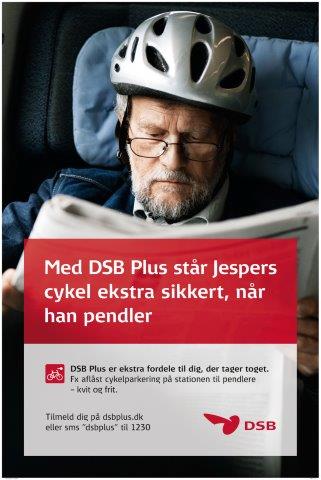 Med DSB Plus står Jespers
cykel ekstra sikkert, når
han pendler
DSB Plus er ekstra fordele til dig, der tager toget.
Fx aflåst cykelparkering på stationen til pendlere
– kvit og frit.
Tilmeld dig på dsbplus.dk
eller sms "dsbplus" til 1230
DSB